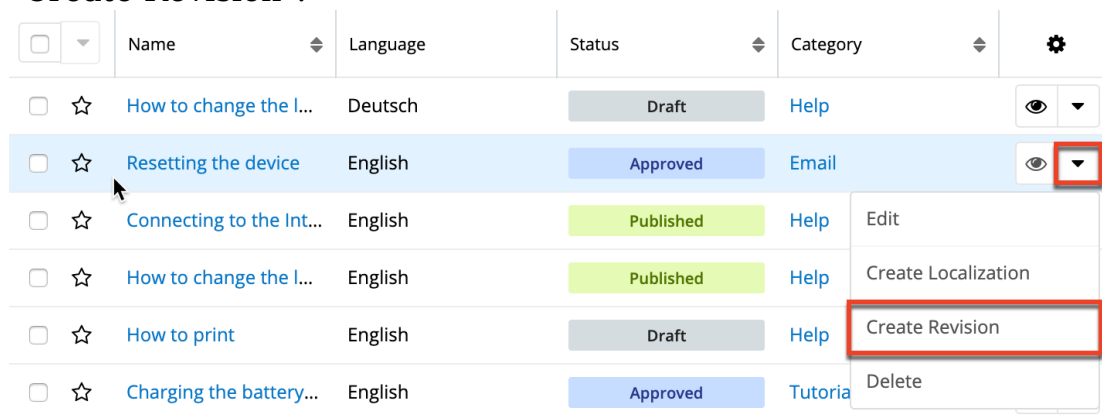 Create Revision".
Name Language Status Category
How to change the l... Deutsch Draft Help
Resetting the device English Approved Email
Connecting to the Int... English Published Help
Edit
How to change the l... English Published Help
Create Localization
How to print English Draft Help
Create Revision
Charging the battery... English Approved Tutoria
Delete